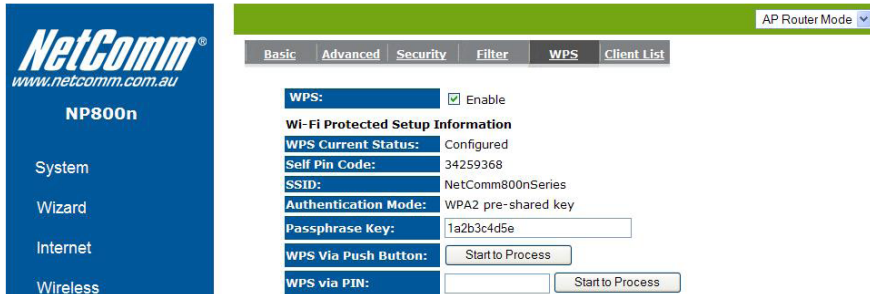 AP Router Mode
NetComm®
www.netcomm.com.au
NP800n
System
Wizard
Internet
Wireless
Basic Advanced Security Filter WPS Client List
WPS: Enable
Wi-Fi Protected Setup Information
WPS Current Status: Configured
Self Pin Code: 34259368
SSID: NetComm800nSeries
Authentication Mode: WPA2 pre-shared key
Passphrase Key: 1a2b3c4d5e
WPS Via Push Button: Start to Process
WPS via PIN: Start to Process